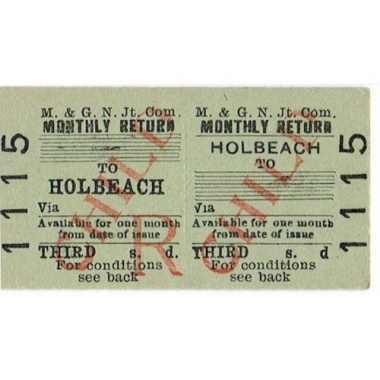 M. & G. N. Jt. Com.
MONTHLY RETURN
TO
HOLBEACH
Via
Available for one month
from date of issue
THIRD s. d.
For conditions
see back
CHILD
R
1115
M. & G. N. Jt. Com.
MONTHLY RETURN
HOLBEACH
TO
Via
Available for one month
from date of issue
THIRD s. d
For conditions
see back
CHILD
1115